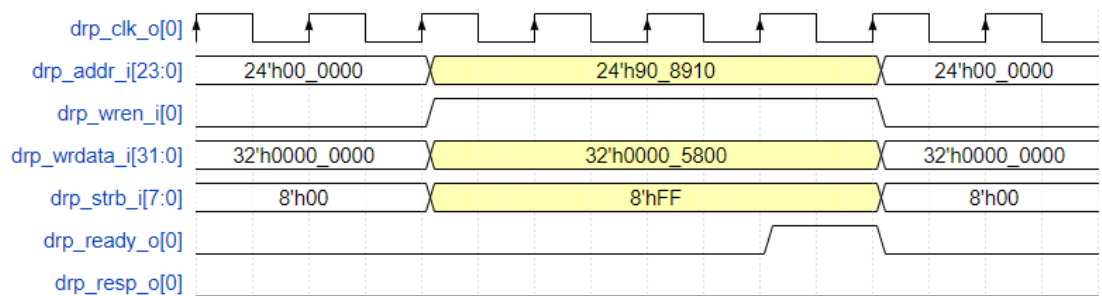 drp_clk_o[0]
drp_addr_i[23:0] 24'h00_0000 24'h90_8910 24'h00_0000
drp_wren_i[0]
drp_wrdata_i[31:0] 32'h0000_0000 32'h0000_5800 32'h0000_0000
drp_strb_i[7:0] 8'h00 8'hFF 8'h00
drp_ready_o[0]
drp_resp_o[0]